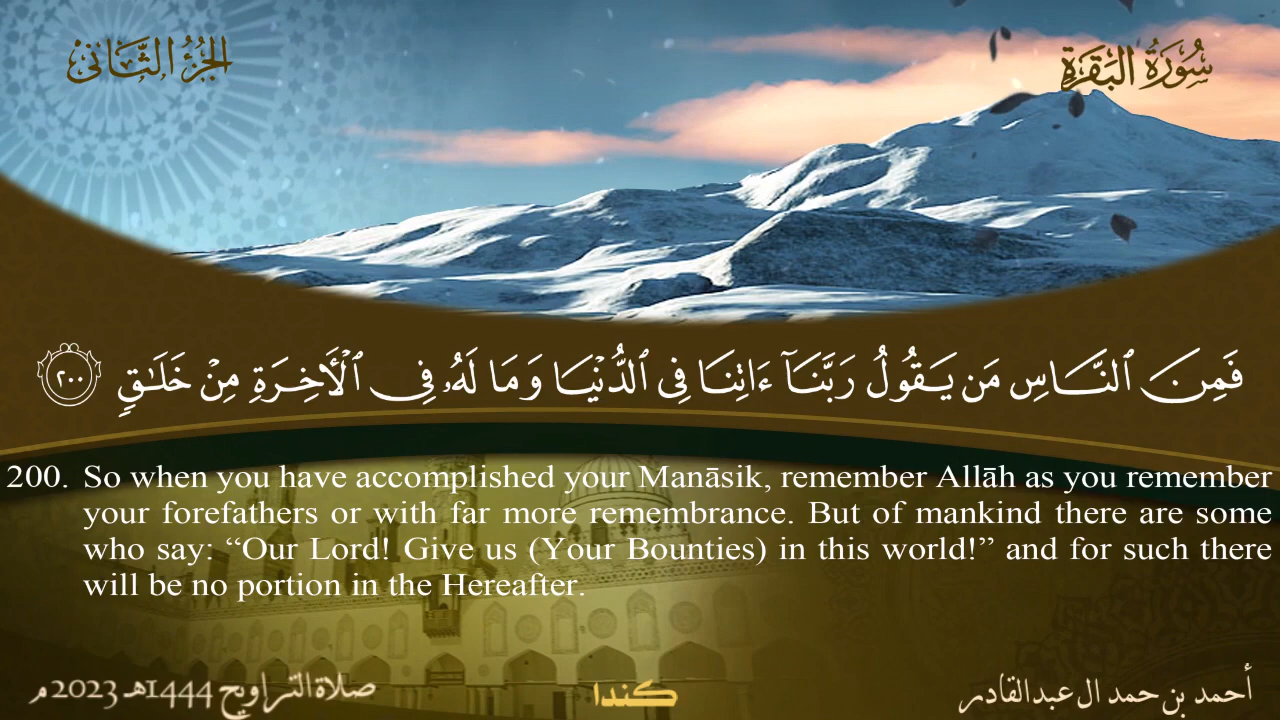 سُورَةُ البَقَرَةِ
الجُزْءُ الثَّانِى
فَمِنَ ٱلنَّاسِ مَن يَقُولُ رَبَّنَآ ءَاتِنَا فِى ٱلدُّنْيَا وَمَا لَهُۥ فِى ٱلْأَخِرَةِ مِنْ خَلَـٰقٍ ٢٠٠
200. So when you have accomplished your Manāsik, remember Allāh as you remember
your forefathers or with far more remembrance. But of mankind there are some
who say: “Our Lord! Give us (Your Bounties) in this world!” and for such there
will be no portion in the Hereafter.
أحمد بن حمد ال عبدالقادر
كندا
صلاة التراويح 1444هـ 2023م